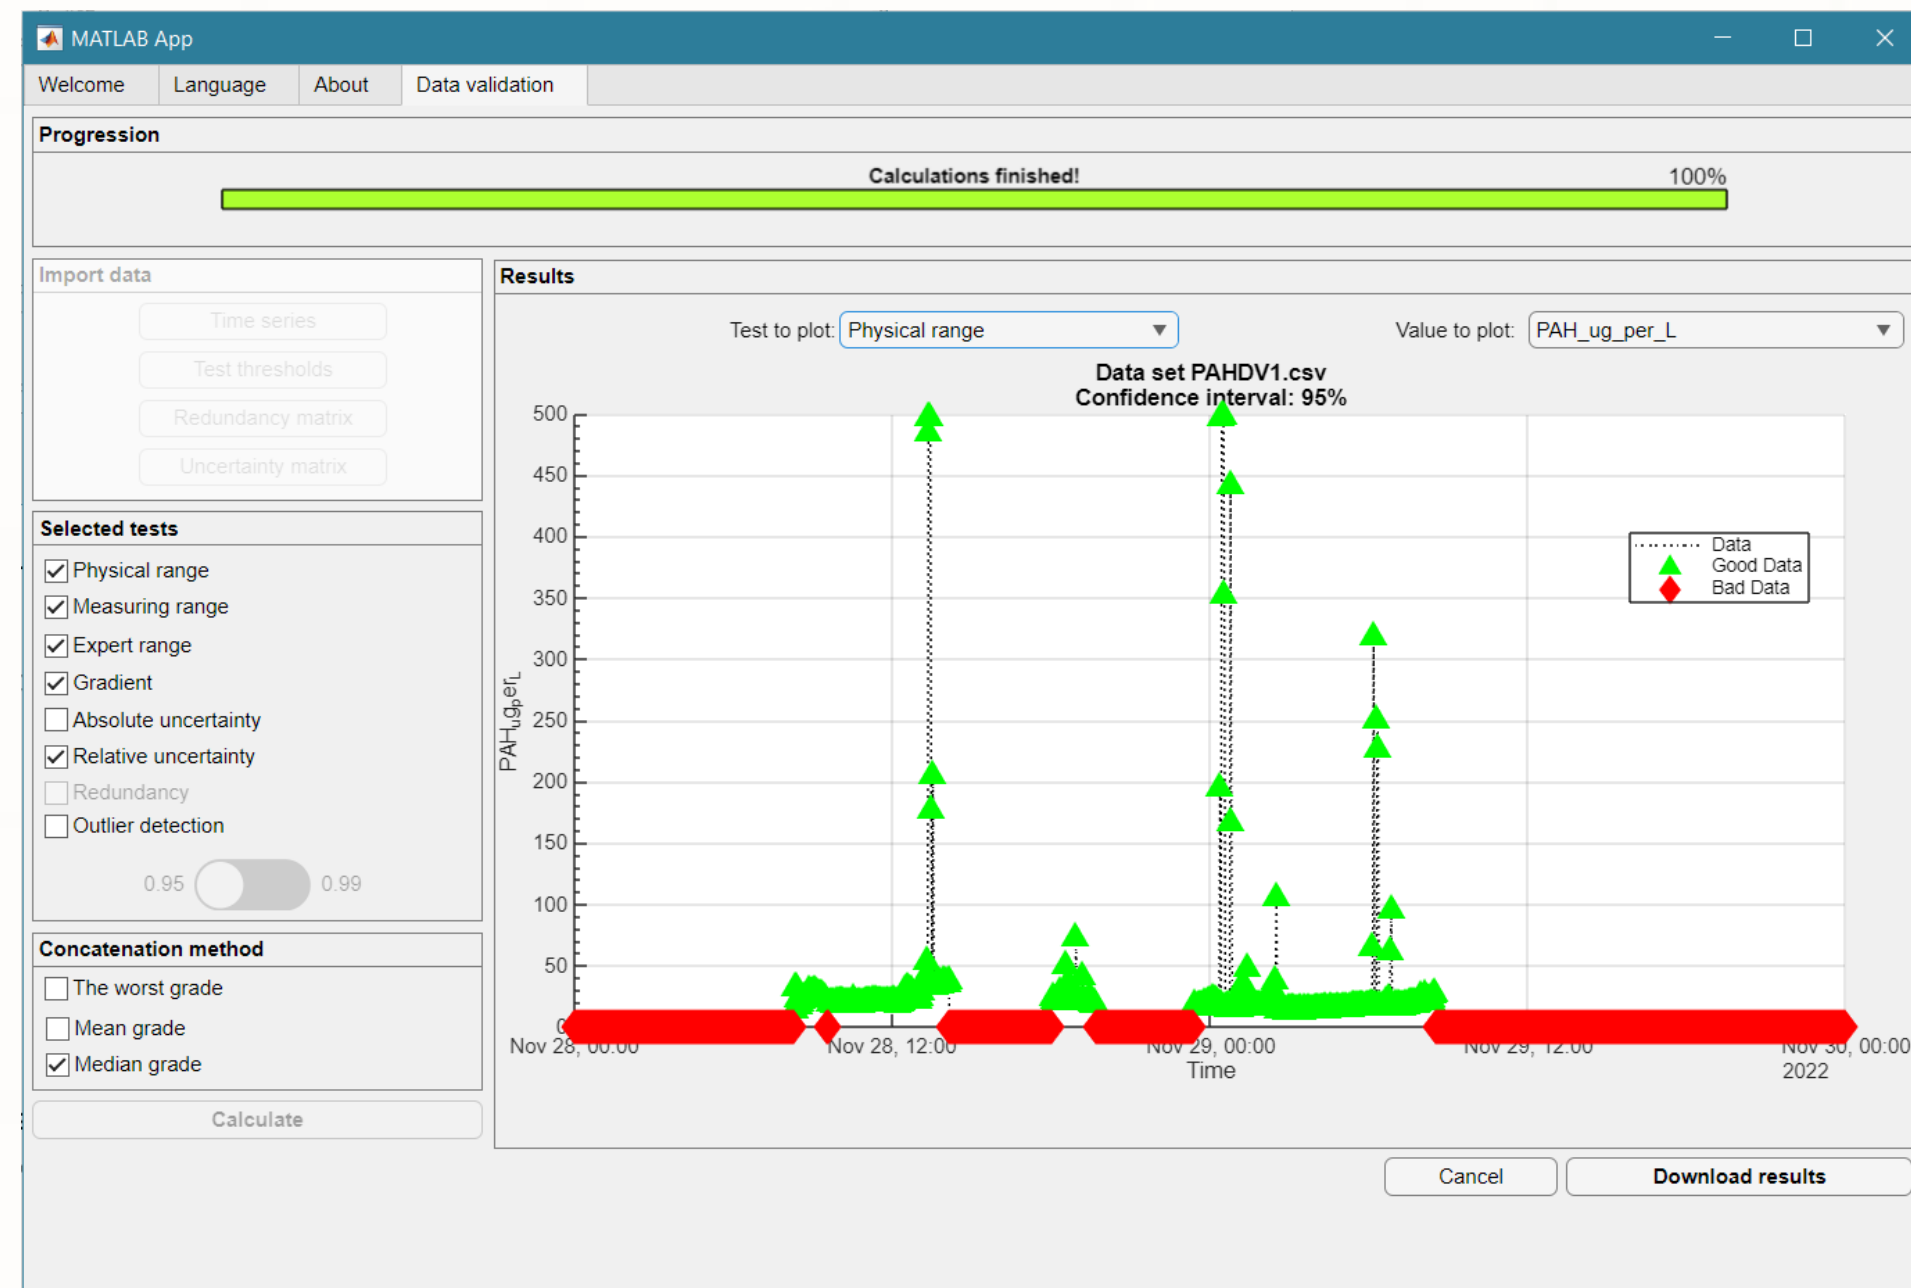 MATLAB App
Welcome Language About Data validation
Progression
Calculations finished! 100%
Import data
Time series
Test thresholds
Redundancy matrix
Uncertainty matrix
Selected tests
Physical range
Measuring range
Expert range
Gradient
Absolute uncertainty
Relative uncertainty
Redundancy
Outlier detection
0.95 0.99
Concatenation method
The worst grade
Mean grade
Median grade
Calculate
Results
Test to plot: Physical range Value to plot: PAH_ug_per_L
Data set PAHDV1.csv
Confidence interval: 95%
500
450
400
350
300
250
200
150
100
50
0
PAHugperL
Data
Good Data
Bad Data
Nov 28, 00:00 Nov 28, 12:00 Nov 29, 00:00 Nov 29, 12:00 Nov 30, 00:00
Time 2022
Cancel Download results